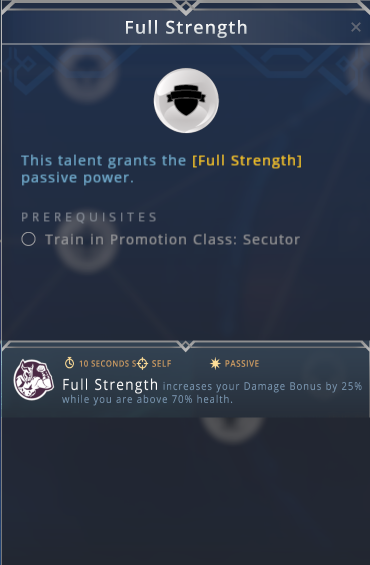 Full Strength
This talent grants the [Full Strength]
passive power.
PREREQUISITES
Train in Promotion Class: Secutor
10 SECONDS S SELF PASSIVE
Full Strength increases your Damage Bonus by 25%
while you are above 70% health.